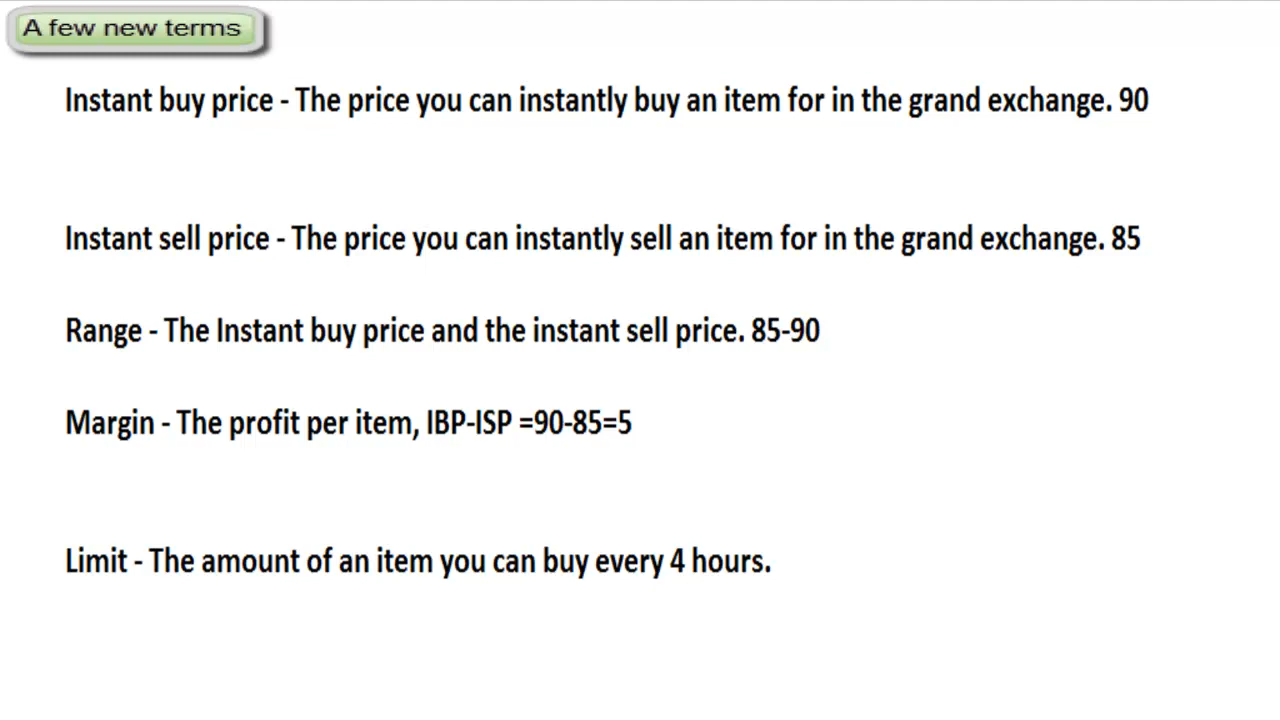 A few new terms
Instant buy price - The price you can instantly buy an item for in the grand exchange. 90
Instant sell price - The price you can instantly sell an item for in the grand exchange. 85
Range - The Instant buy price and the instant sell price. 85-90
Margin - The profit per item, IBP-ISP =90-85=5
Limit - The amount of an item you can buy every 4 hours.